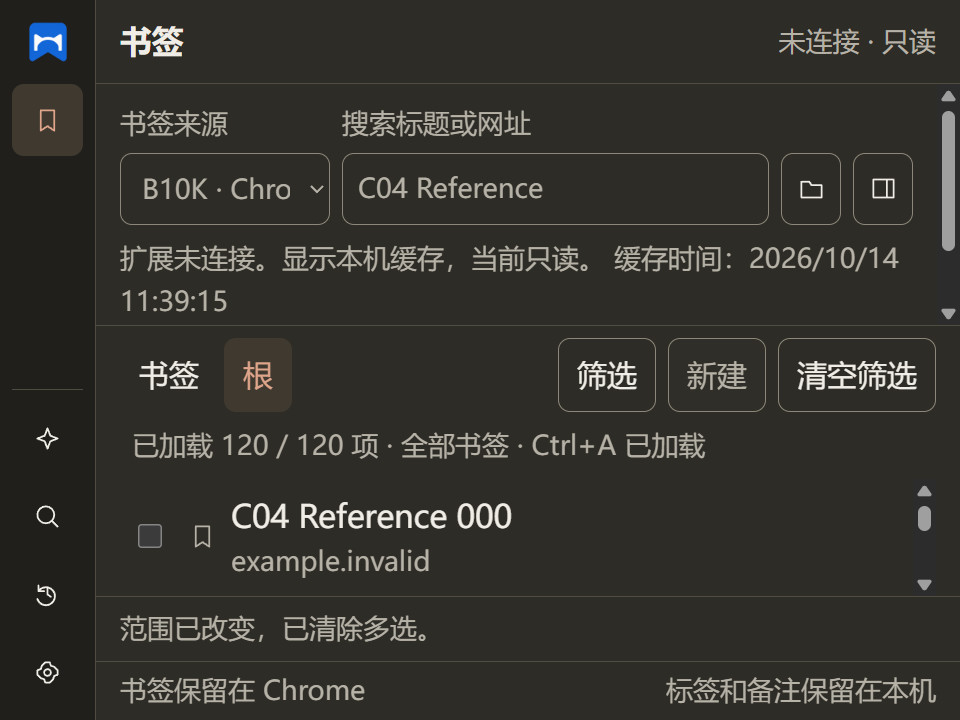 书签
未连接 · 只读
书签来源
搜索标题或网址
B10K · Chro
C04 Reference
扩展未连接。显示本机缓存，当前只读。 缓存时间：2026/10/14
11:39:15
书签
根
筛选
新建
清空筛选
已加载 120 / 120 项 · 全部书签 · Ctrl+A 已加载
C04 Reference 000
example.invalid
范围已改变，已清除多选。
书签保留在 Chrome
标签和备注保留在本机